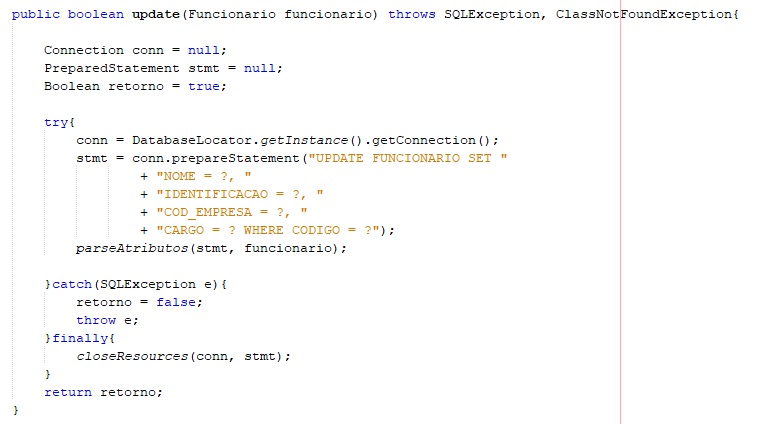 public boolean update(Funcionario funcionario) throws SQLException, ClassNotFoundException{
Connection conn = null;
PreparedStatement stmt = null;
Boolean retorno = true;
try{
conn = DatabaseLocator.getInstance().getConnection();
stmt = conn.prepareStatement("UPDATE FUNCIONARIO SET "
+ "NOME = ?, "
+ "IDENTIFICACAO = ?, "
+ "COD_EMPRESA = ?, "
+ "CARGO = ? WHERE CODIGO = ?");
parseAtributos(stmt, funcionario);
}catch(SQLException e){
retorno = false;
throw e;
}finally{
closeResources(conn, stmt);
}
return retorno;
}